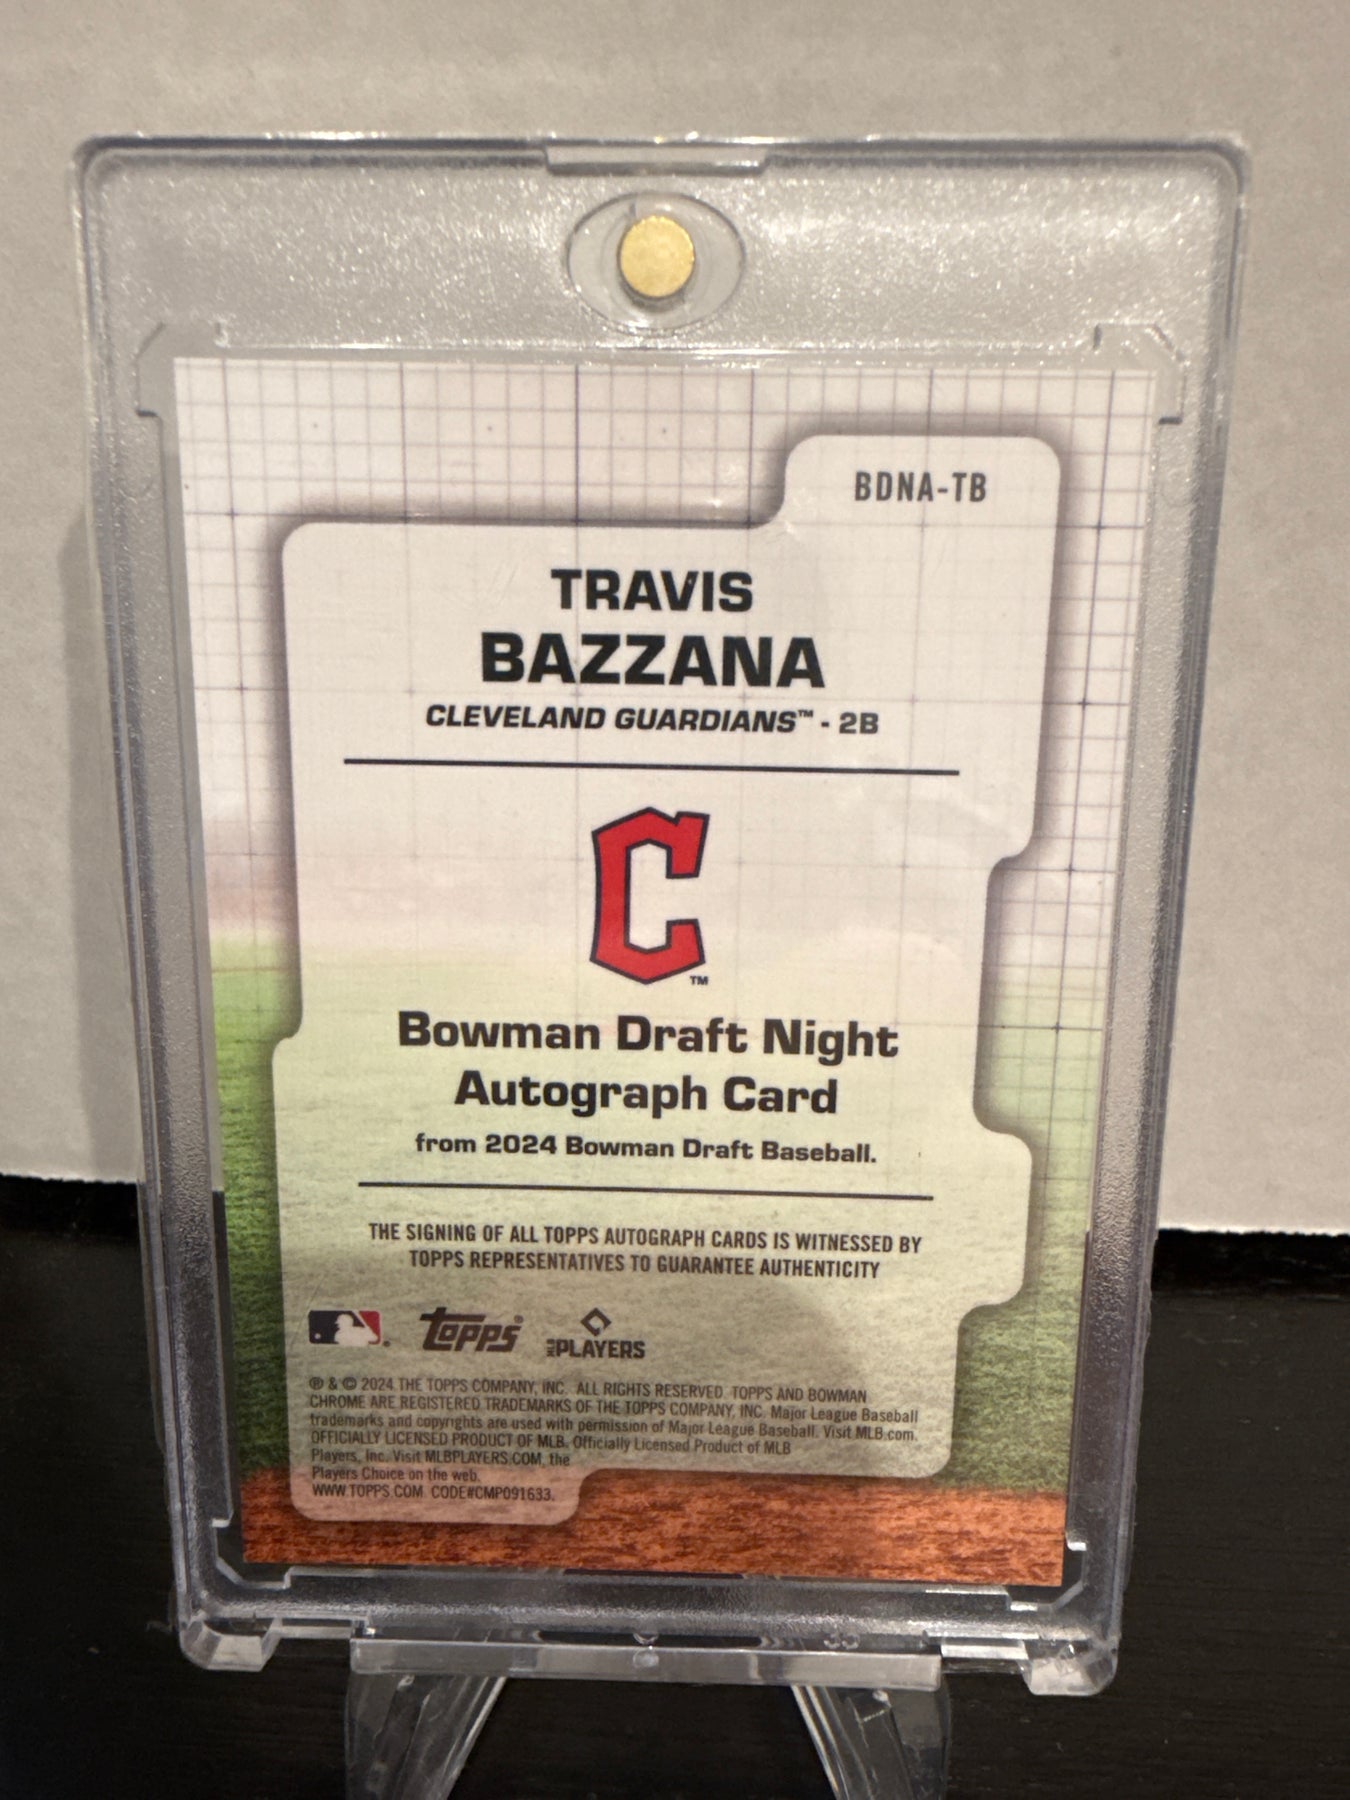 BDNA-TB
TRAVIS
BAZZANA
CLEVELAND GUARDIANS™ - 2B
C
TM
Bowman Draft Night
Autograph Card
from 2024 Bowman Draft Baseball.
THE SIGNING OF ALL TOPPS AUTOGRAPH CARDS IS WITNESSED BY
TOPPS REPRESENTATIVES TO GUARANTEE AUTHENTICITY
topps® MLB PLAYERS
® & © 2024 THE TOPPS COMPANY, INC. ALL RIGHTS RESERVED. TOPPS AND BOWMAN
CHROME ARE REGISTERED TRADEMARKS OF THE TOPPS COMPANY, INC. Major League Baseball
trademarks and copyrights are used with permission of Major League Baseball. Visit MLB.com.
OFFICIALLY LICENSED PRODUCT OF MLB. Officially Licensed Product of MLB
Players, Inc. Visit MLBPLAYERS.COM, the
Players Choice on the web.
WWW.TOPPS.COM. CODE#CMP091633.